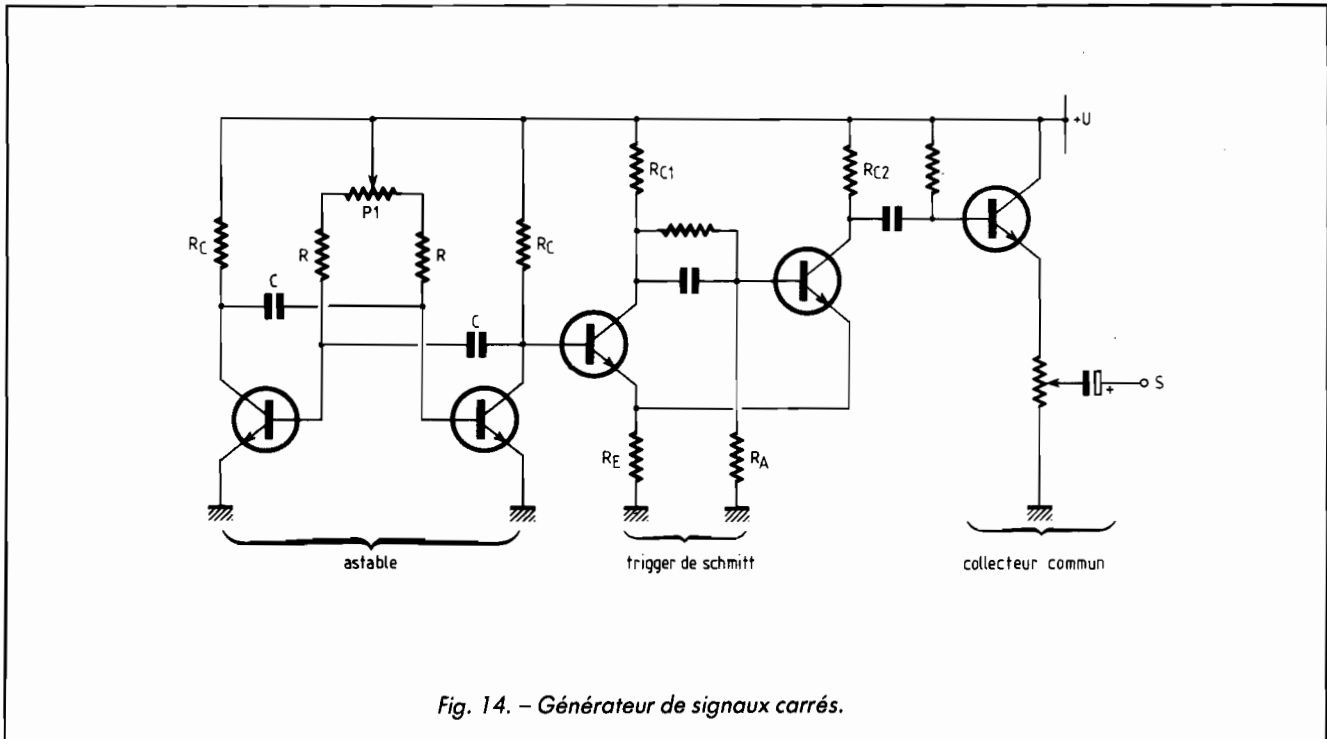 +U
RC1
RC2
P1
RC
R
R
RC
C
C
S
+
RE
RA
astable
trigger de schmitt
collecteur commun
Fig. 14. – Générateur de signaux carrés.